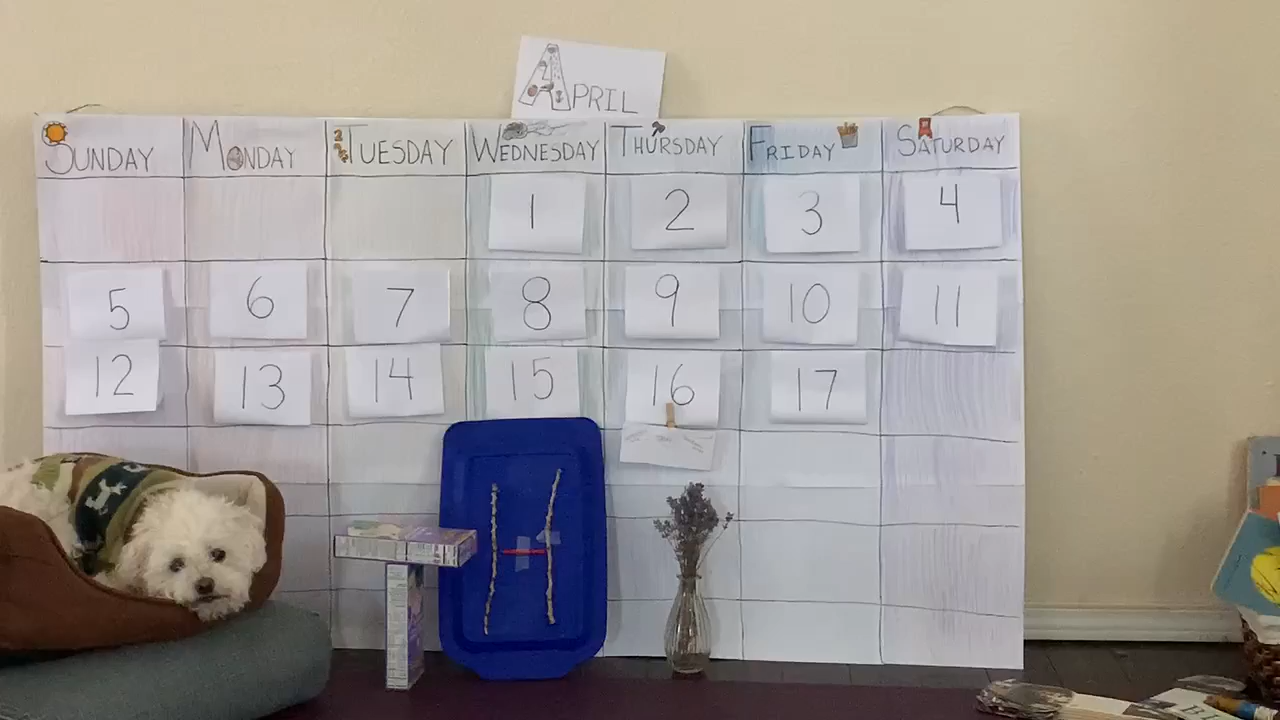 APRIL
SUNDAY MONDAY TUESDAY WEDNESDAY THURSDAY FRIDAY SATURDAY
1 2 3 4
5 6 7 8 9 10 11
12 13 14 15 16 17
H